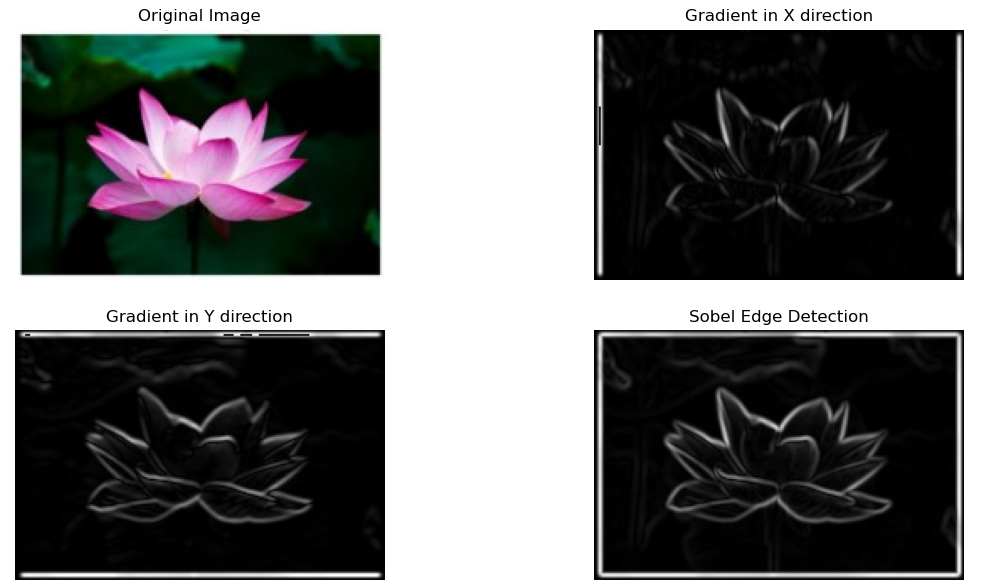 Original Image
Gradient in X direction
Gradient in Y direction
Sobel Edge Detection